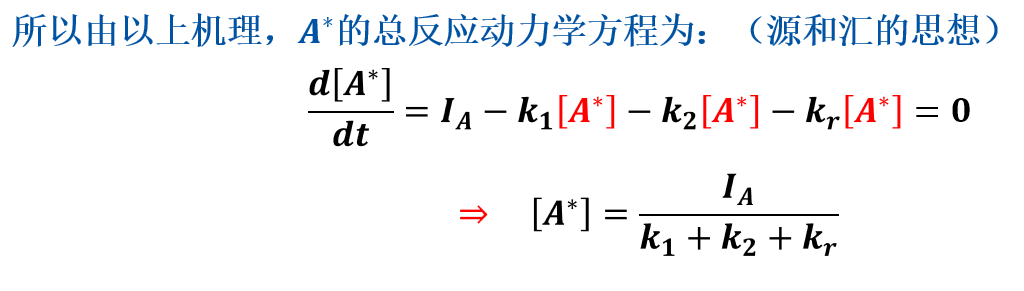 所以由以上机理，A*的总反应动力学方程为：（源和汇的思想）
d[A*]/dt = I_A − k_1[A*] − k_2[A*] − k_r[A*] = 0
⇒ [A*] = I_A/(k_1 + k_2 + k_r)